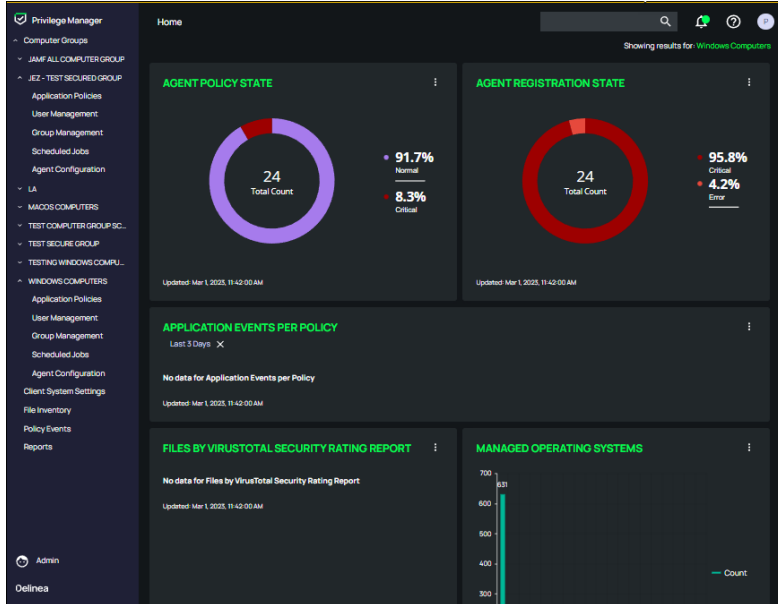 Privilege Manager
Computer Groups
JAMF ALL COMPUTER GROUP
JEZ - TEST SECURED GROUP
Application Policies
User Management
Group Management
Scheduled Jobs
Agent Configuration
LA
MACOS COMPUTERS
TEST COMPUTER GROUP SC...
TEST SECURE GROUP
TESTING WINDOWS COMPU...
WINDOWS COMPUTERS
Application Policies
User Management
Group Management
Scheduled Jobs
Agent Configuration
Client System Settings
File Inventory
Policy Events
Reports
Admin
Delinea
Home
P
Showing results for: Windows Computers
AGENT POLICY STATE
24
Total Count
91.7%
Normal
8.3%
Critical
Updated: Mar 1, 2023, 11:42:00 AM
AGENT REGISTRATION STATE
24
Total Count
95.8%
Critical
4.2%
Error
Updated: Mar 1, 2023, 11:42:00 AM
APPLICATION EVENTS PER POLICY
Last 3 Days
No data for Application Events per Policy
Updated: Mar 1, 2023, 11:42:00 AM
FILES BY VIRUSTOTAL SECURITY RATING REPORT
No data for Files by VirusTotal Security Rating Report
Updated: Mar 1, 2023, 11:42:00 AM
MANAGED OPERATING SYSTEMS
700
631
600
500
400
300
Count